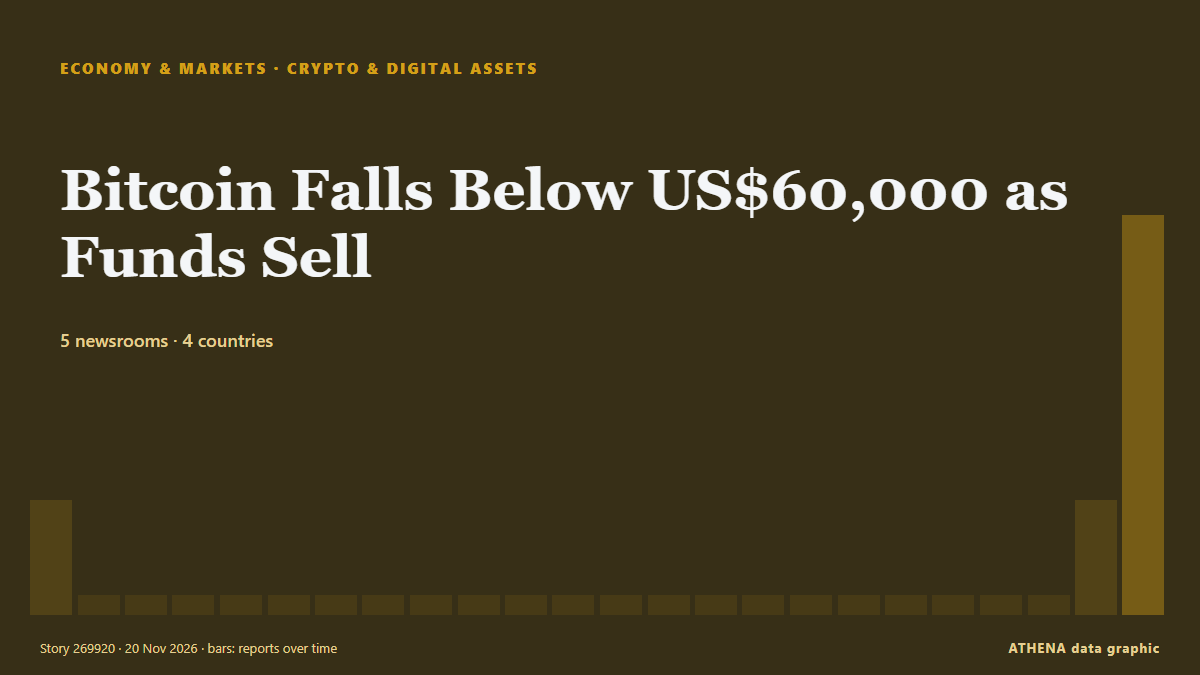 ECONOMY & MARKETS · CRYPTO & DIGITAL ASSETS
Bitcoin Falls Below US$60,000 as
Funds Sell
5 newsrooms · 4 countries
Story 269920 · 20 Nov 2026 · bars: reports over time
ATHENA data graphic